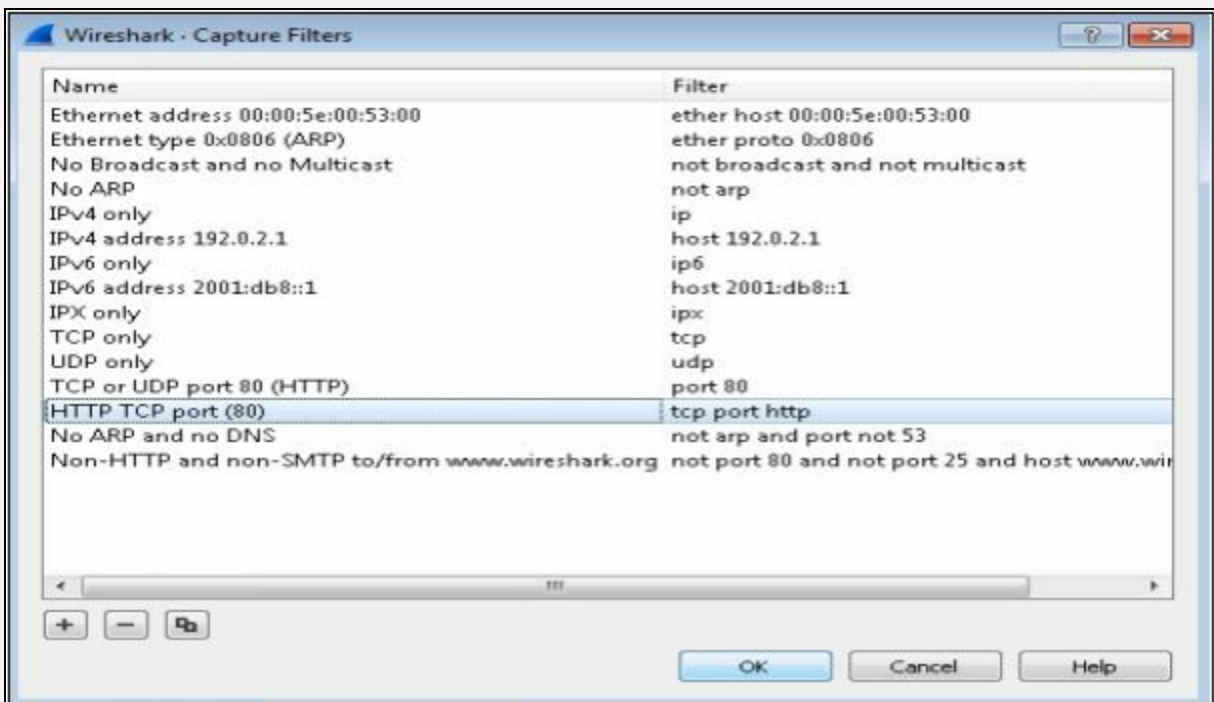 Wireshark · Capture Filters
Name Filter
Ethernet address 00:00:5e:00:53:00 ether host 00:00:5e:00:53:00
Ethernet type 0x0806 (ARP) ether proto 0x0806
No Broadcast and no Multicast not broadcast and not multicast
No ARP not arp
IPv4 only ip
IPv4 address 192.0.2.1 host 192.0.2.1
IPv6 only ip6
IPv6 address 2001:db8::1 host 2001:db8::1
IPX only ipx
TCP only tcp
UDP only udp
TCP or UDP port 80 (HTTP) port 80
HTTP TCP port (80) tcp port http
No ARP and no DNS not arp and port not 53
Non-HTTP and non-SMTP to/from www.wireshark.org not port 80 and not port 25 and host www.wir
OK Cancel Help